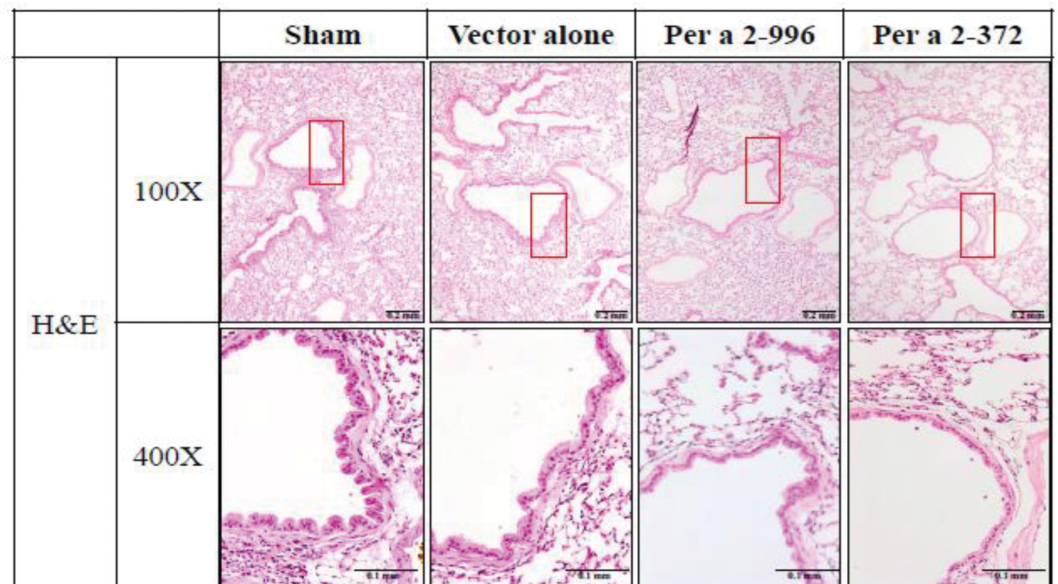 Sham Vector alone Per a 2-996 Per a 2-372
H&E
100X
0.2 mm 0.2 mm 0.2 mm 0.2 mm
400X
0.1 mm 0.1 mm 0.1 mm 0.1 mm